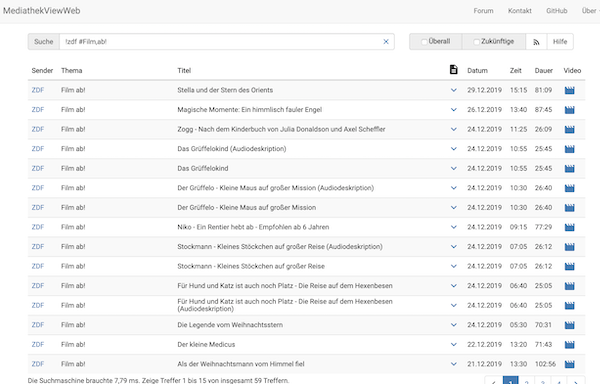 MediathekViewWeb Forum Kontakt GitHub Über
Suche !zdf #Film,ab! × Überall Zukünftige Hilfe
Sender Thema Titel Datum Zeit Dauer Video
ZDF Film ab! Stella und der Stern des Orients 29.12.2019 15:15 81:09
ZDF Film ab! Magische Momente: Ein himmlisch fauler Engel 26.12.2019 13:40 87:45
ZDF Film ab! Zogg - Nach dem Kinderbuch von Julia Donaldson und Axel Scheffler 24.12.2019 11:25 26:09
ZDF Film ab! Das Grüffelokind (Audiodeskription) 24.12.2019 10:55 25:45
ZDF Film ab! Das Grüffelokind 24.12.2019 10:55 25:45
ZDF Film ab! Der Grüffelo - Kleine Maus auf großer Mission (Audiodeskription) 24.12.2019 10:30 26:40
ZDF Film ab! Der Grüffelo - Kleine Maus auf großer Mission 24.12.2019 10:30 26:40
ZDF Film ab! Niko - Ein Rentier hebt ab - Empfohlen ab 6 Jahren 24.12.2019 09:15 77:29
ZDF Film ab! Stockmann - Kleines Stöckchen auf großer Reise (Audiodeskription) 24.12.2019 07:05 26:12
ZDF Film ab! Stockmann - Kleines Stöckchen auf großer Reise 24.12.2019 07:05 26:12
ZDF Film ab! Für Hund und Katz ist auch noch Platz - Die Reise auf dem Hexenbesen 24.12.2019 06:40 25:05
ZDF Film ab! Für Hund und Katz ist auch noch Platz - Die Reise auf dem Hexenbesen 24.12.2019 06:40 25:05
(Audiodeskription)
ZDF Film ab! Die Legende vom Weihnachtsstern 24.12.2019 05:30 70:31
ZDF Film ab! Der kleine Medicus 22.12.2019 13:20 71:43
ZDF Film ab! Als der Weihnachtsmann vom Himmel fiel 21.12.2019 13:30 102:56
Die Suchmaschine brauchte 7,79 ms. Zeige Treffer 1 bis 15 von insgesamt 59 Treffern. 1 2 3 4